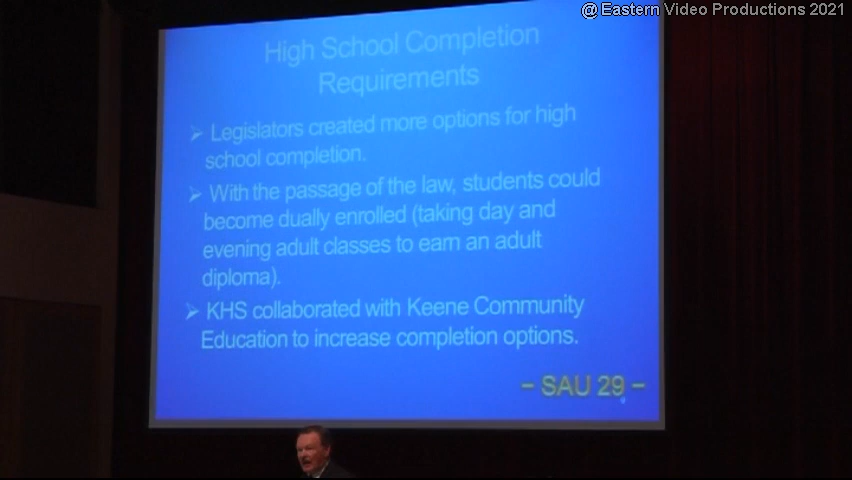 @ Eastern Video Productions 2021
High School Completion
Requirements
➢ Legislators created more options for high
school completion.
➢ With the passage of the law, students could
become dually enrolled (taking day and
evening adult classes to earn an adult
diploma).
➢ KHS collaborated with Keene Community
Education to increase completion options.
– SAU 29 –